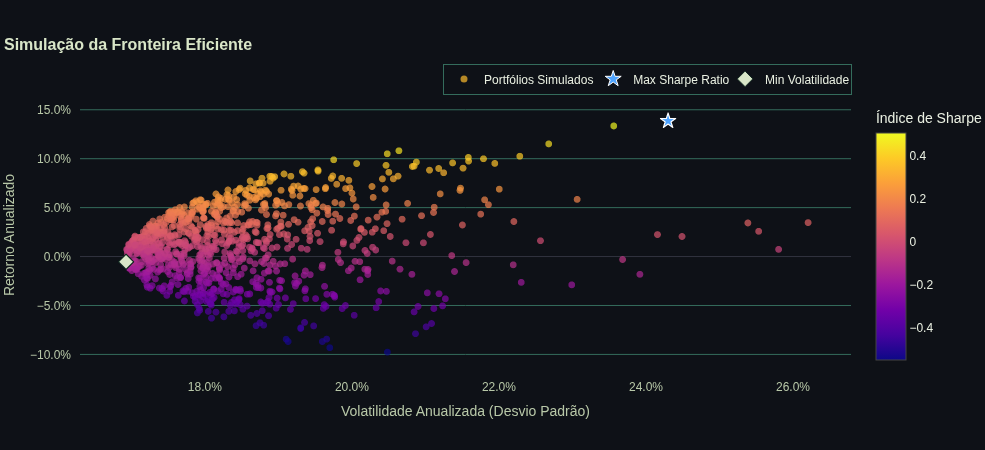 Simulação da Fronteira Eficiente
Portfólios Simulados Max Sharpe Ratio Min Volatilidade
Índice de Sharpe
15.0%
10.0%
5.0%
0.0%
−5.0%
−10.0%
Retorno Anualizado
18.0% 20.0% 22.0% 24.0% 26.0%
Volatilidade Anualizada (Desvio Padrão)
0.4
0.2
0
−0.2
−0.4